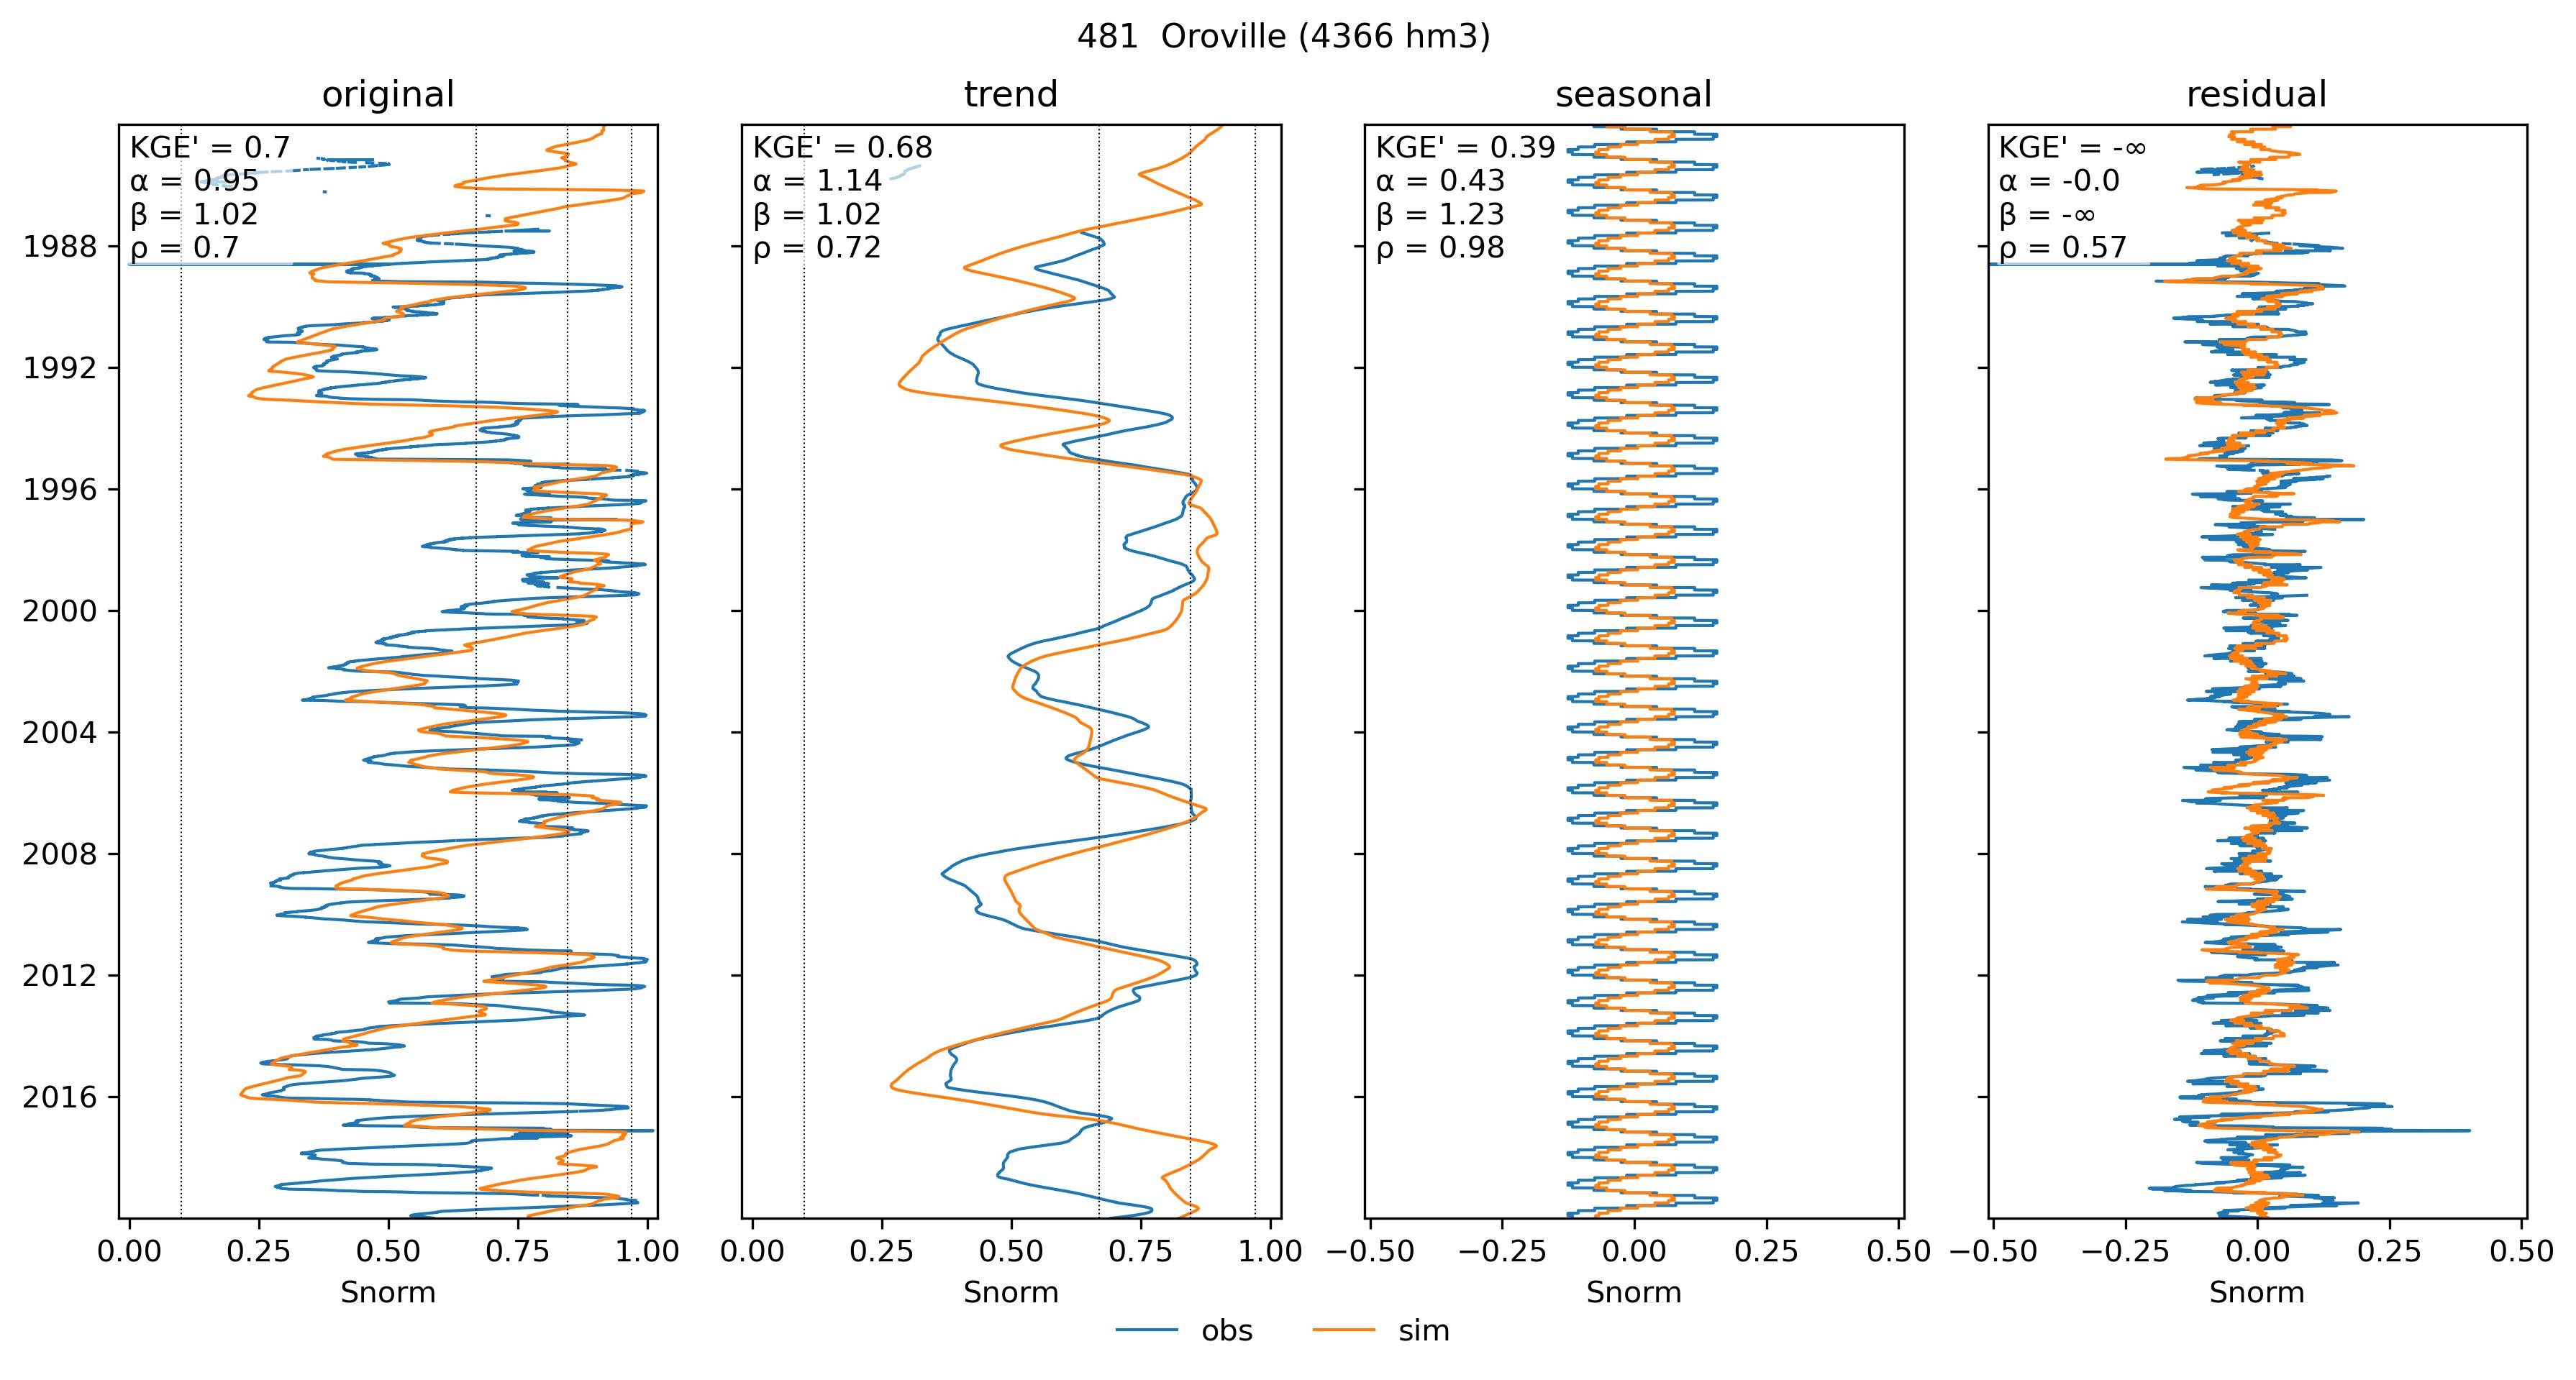 481  Oroville (4366 hm3)
original
trend
seasonal
residual
KGE' = 0.7
α = 0.95
β = 1.02
ρ = 0.7
KGE' = 0.68
α = 1.14
β = 1.02
ρ = 0.72
KGE' = 0.39
α = 0.43
β = 1.23
ρ = 0.98
KGE' = -∞
α = -0.0
β = -∞
ρ = 0.57
1988
1992
1996
2000
2004
2008
2012
2016
0.00 0.25 0.50 0.75 1.00
0.00 0.25 0.50 0.75 1.00
−0.50 −0.25 0.00 0.25 0.50
−0.50 −0.25 0.00 0.25 0.50
Snorm
Snorm
Snorm
Snorm
obs
sim